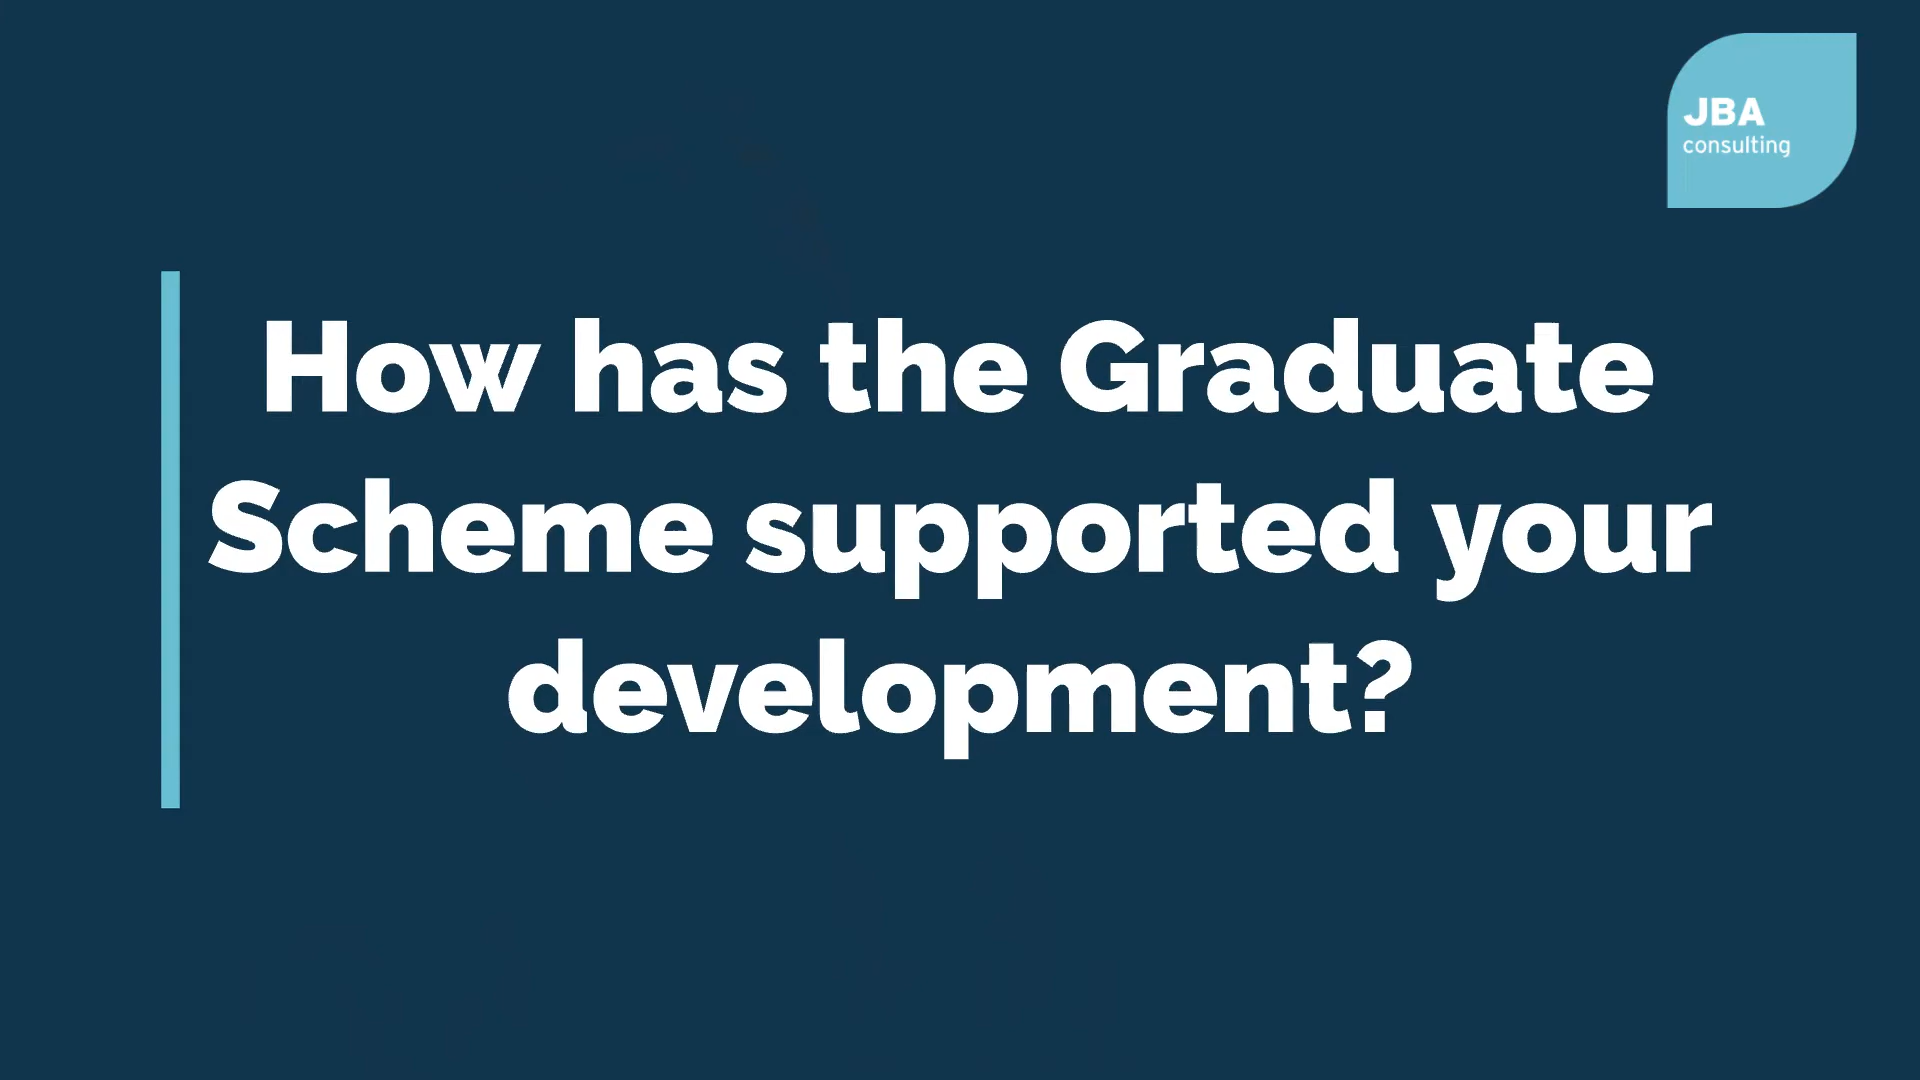 JBA
consulting
How has the Graduate
Scheme supported your
development?